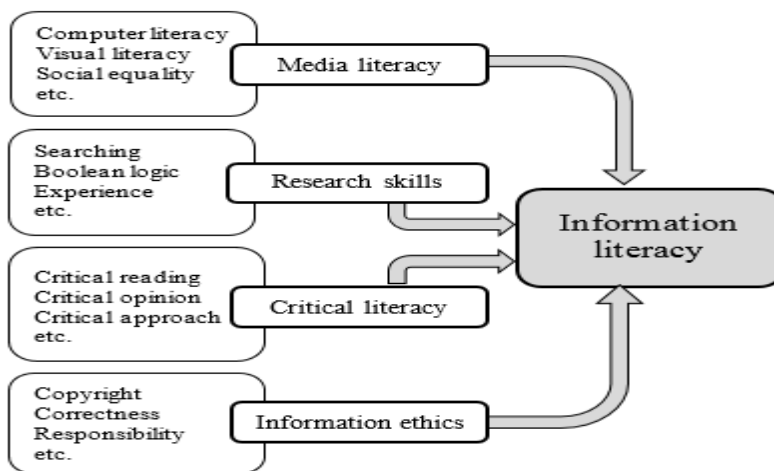 Computer literacy
Visual literacy
Social equality
etc.
Media literacy
Searching
Boolean logic
Experience
etc.
Research skills
Critical reading
Critical opinion
Critical approach
etc.
Critical literacy
Copyright
Correctness
Responsibility
etc.
Information ethics
Information
literacy